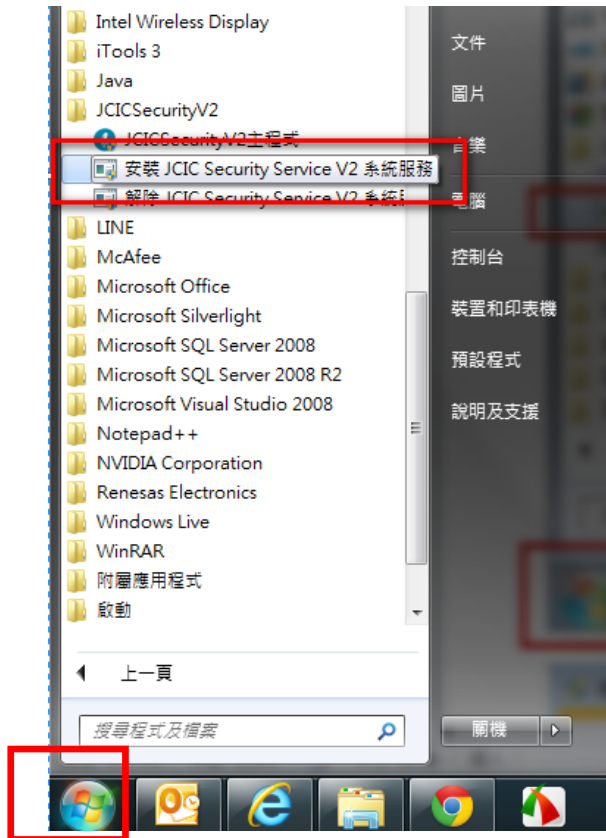 Intel Wireless Display
iTools 3
Java
JCICSecurityV2
JCICSecurityV2主程式
安裝 JCIC Security Service V2 系統服務
解除 JCIC Security Service V2 系統
LINE
McAfee
Microsoft Office
Microsoft Silverlight
Microsoft SQL Server 2008
Microsoft SQL Server 2008 R2
Microsoft Visual Studio 2008
Notepad++
NVIDIA Corporation
Renesas Electronics
Windows Live
WinRAR
附屬應用程式
啟動
上一頁
搜尋程式及檔案
文件
圖片
音樂
電腦
控制台
裝置和印表機
預設程式
說明及支援
關機